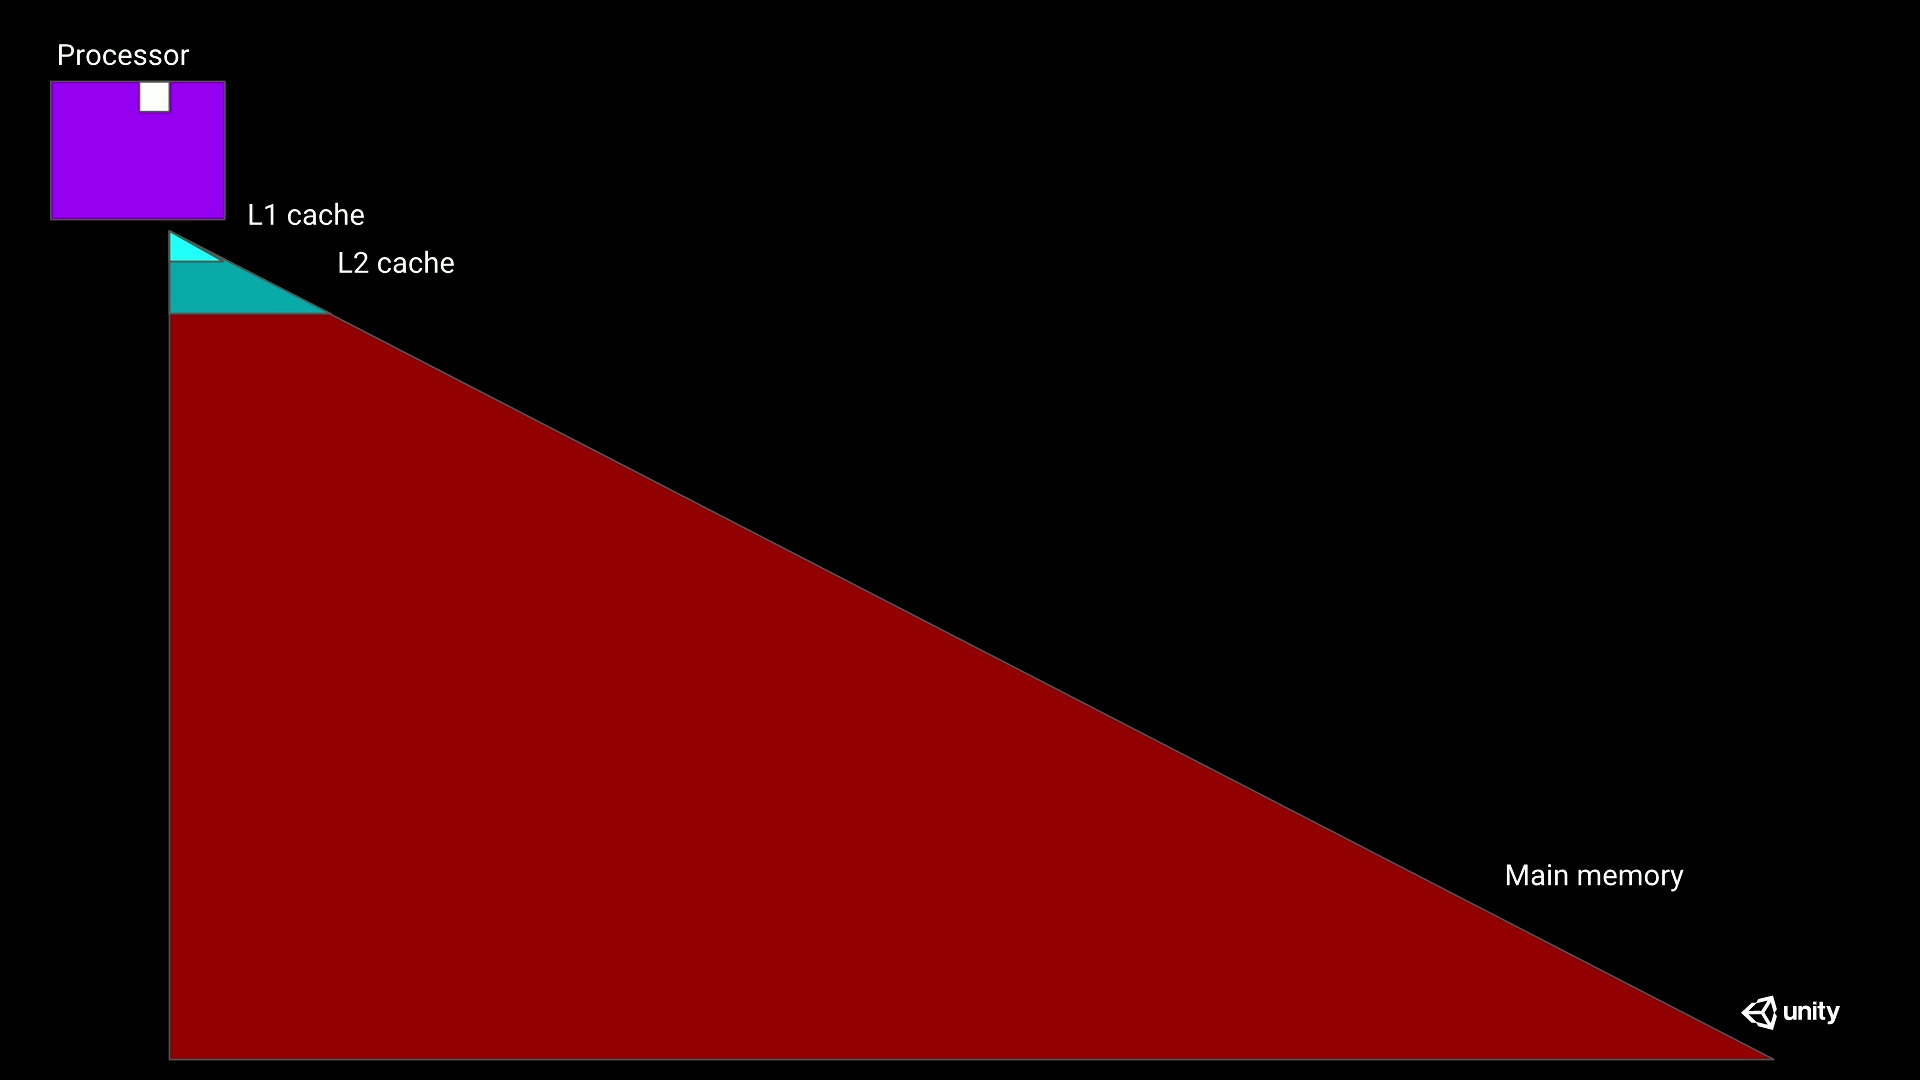 Processor
L1 cache
L2 cache
Main memory
unity